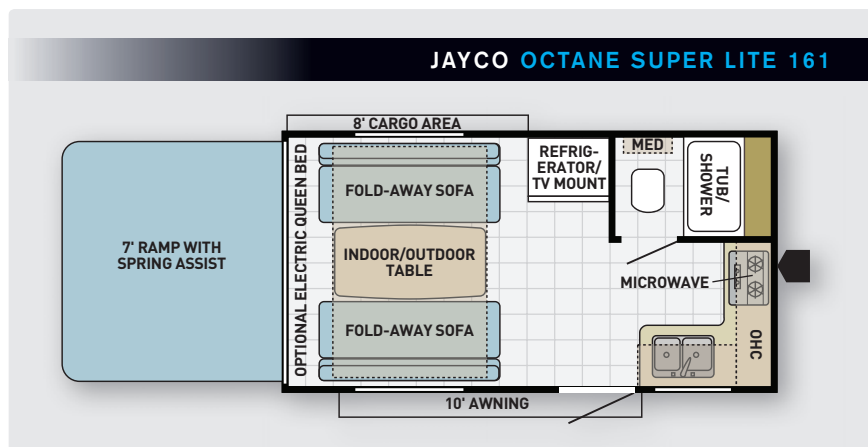 JAYCO OCTANE SUPER LITE 161
8' CARGO AREA
7' RAMP WITH
SPRING ASSIST
OPTIONAL ELECTRIC QUEEN BED
FOLD-AWAY SOFA
INDOOR/OUTDOOR
TABLE
FOLD-AWAY SOFA
REFRIG-
ERATOR/
TV MOUNT
MED
TUB/
SHOWER
MICROWAVE
OHC
10' AWNING